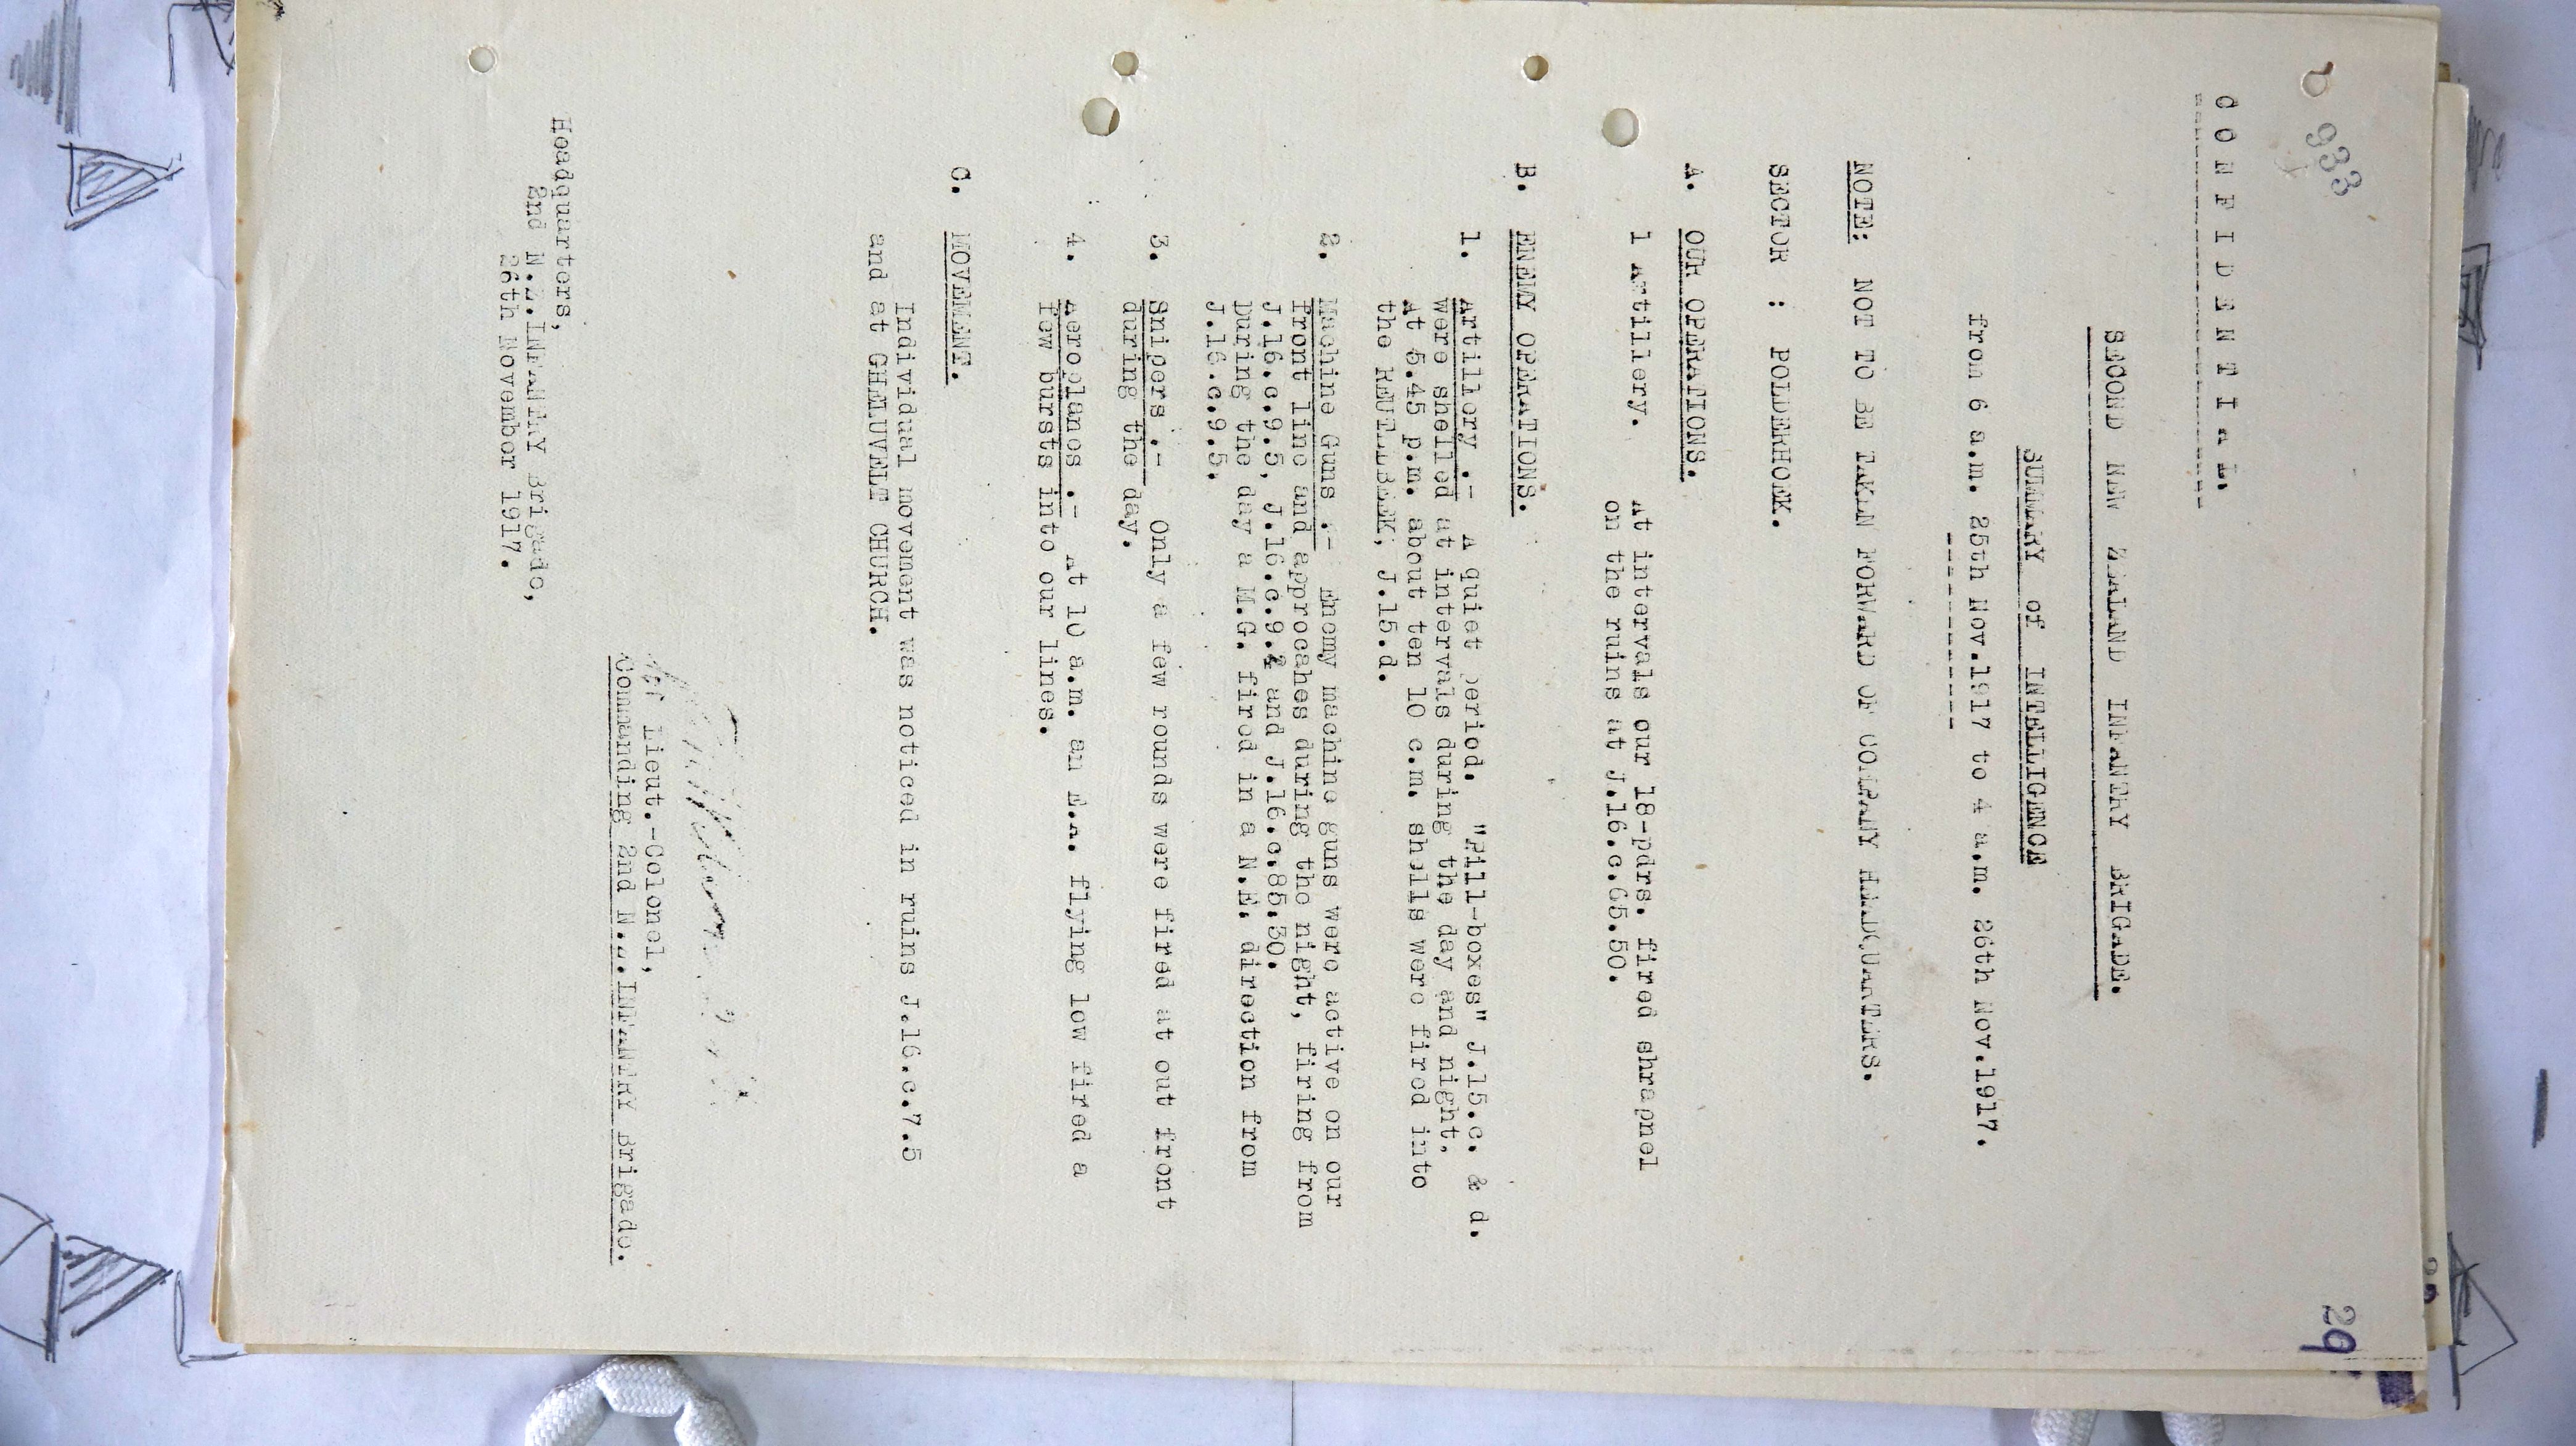 933
29
C O N F I D E N T I A L.
SECOND NEW ZEALAND INFANTRY BRIGADE.
SUMMARY of INTELLIGENCE
from 6 a.m. 25th Nov.1917 to 4 a.m. 26th Nov.1917.
NOTE: NOT TO BE TAKEN FORWARD OF COMPANY HEADQUARTERS.
SECTOR : POLDERHOEK.
A. OUR OPERATIONS.
1 Artillery. At intervals our 18-pdrs. fired shrapnel
on the ruins at J.16.c.65.50.
B. ENEMY OPERATIONS.
1. Artillery .- A quiet period. "Pill-boxes" J.15.c. & d.
were shelled at intervals during the day and night.
At 5.45 p.m. about ten 10 c.m. shells were fired into
the REUTELBEEK, J.15.d.
2. Machine Guns .- Enemy machine guns were active on our
front line and approcahes during the night, firing from
J.16.c.9.5, J.16.c.9.4 and J.16.c.85.30.
During the day a M.G. fired in a N.E. direction from
J.16.c.9.5.
3. Snipers .- Only a few rounds were fired at out front
during the day.
4. Aeroplanes .- At 10 a.m. an E.A. flying low fired a
few bursts into our lines.
C. MOVEMENT.
Individual movement was noticed in ruins J.16.c.7.5
and at GHELUVELT CHURCH.
Lieut.-Colonel,
Commanding 2nd N.Z.INFANTRY Brigade.
Headquarters,
2nd N.Z.INFANTRY Brigade,
26th November 1917.